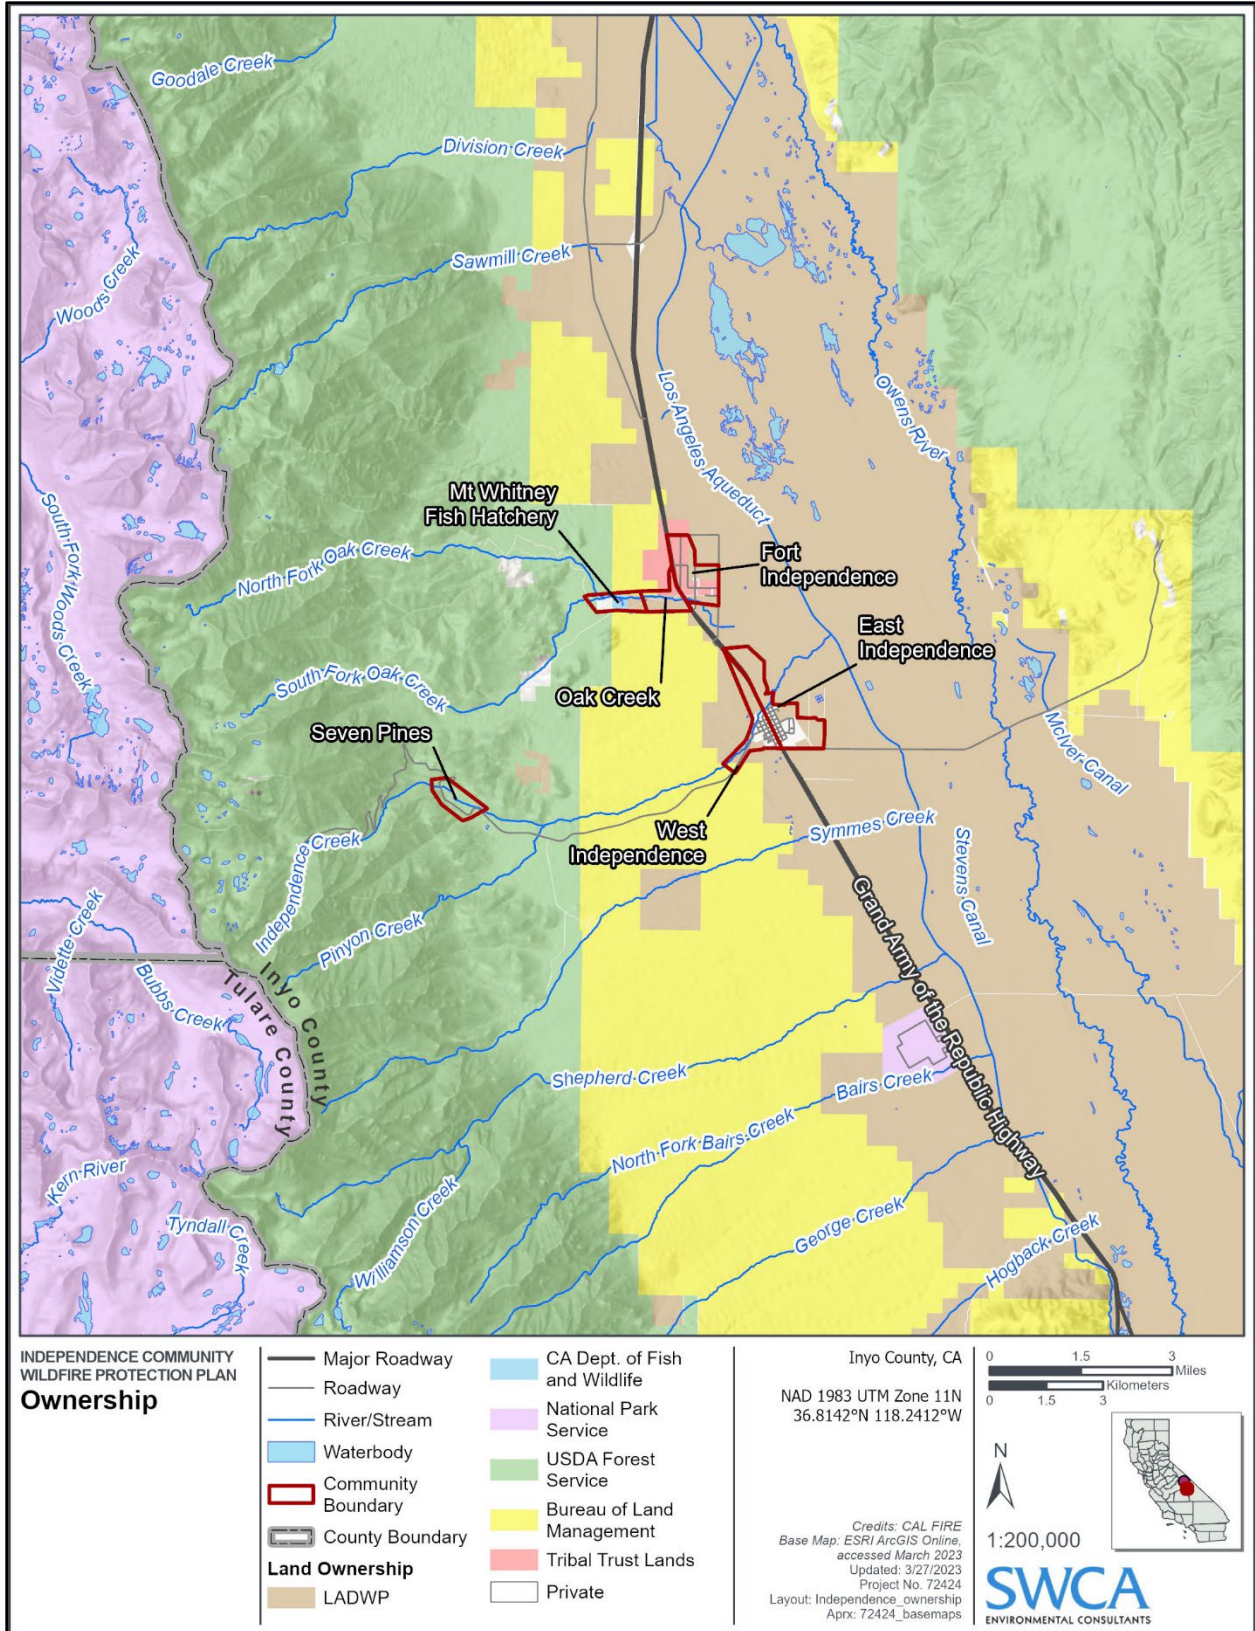 Goodale Creek
Division Creek
Sawmill Creek
Woods Creek
Los Angeles Aqueduct
Owens River
South Fork Woods Creek
Mt Whitney
Fish Hatchery
North Fork Oak Creek
Fort
Independence
East
Independence
Oak Creek
South Fork Oak Creek
Seven Pines
McIver Canal
West
Independence
Symmes Creek
Independence Creek
Stevens Canal
Pinyon Creek
Vidette Creek
Bubbs Creek
Inyo County
Tulare County
Grand Army of the Republic Highway
Shepherd Creek
Bairs Creek
North Fork Bairs Creek
Kern River
Tyndall Creek
Williamson Creek
George Creek
Hogback Creek
INDEPENDENCE COMMUNITY
WILDFIRE PROTECTION PLAN
Ownership
Major Roadway
Roadway
River/Stream
Waterbody
Community
Boundary
County Boundary
Land Ownership
LADWP
CA Dept. of Fish
and Wildlife
National Park
Service
USDA Forest
Service
Bureau of Land
Management
Tribal Trust Lands
Private
Inyo County, CA
NAD 1983 UTM Zone 11N
36.8142°N 118.2412°W
Credits: CAL FIRE
Base Map: ESRI ArcGIS Online,
accessed March 2023
Updated: 3/27/2023
Project No. 72424
Layout: Independence_ownership
Aprx: 72424_basemaps
0 1.5 3
Miles
Kilometers
0 1.5 3
N
1:200,000
SWCA
ENVIRONMENTAL CONSULTANTS